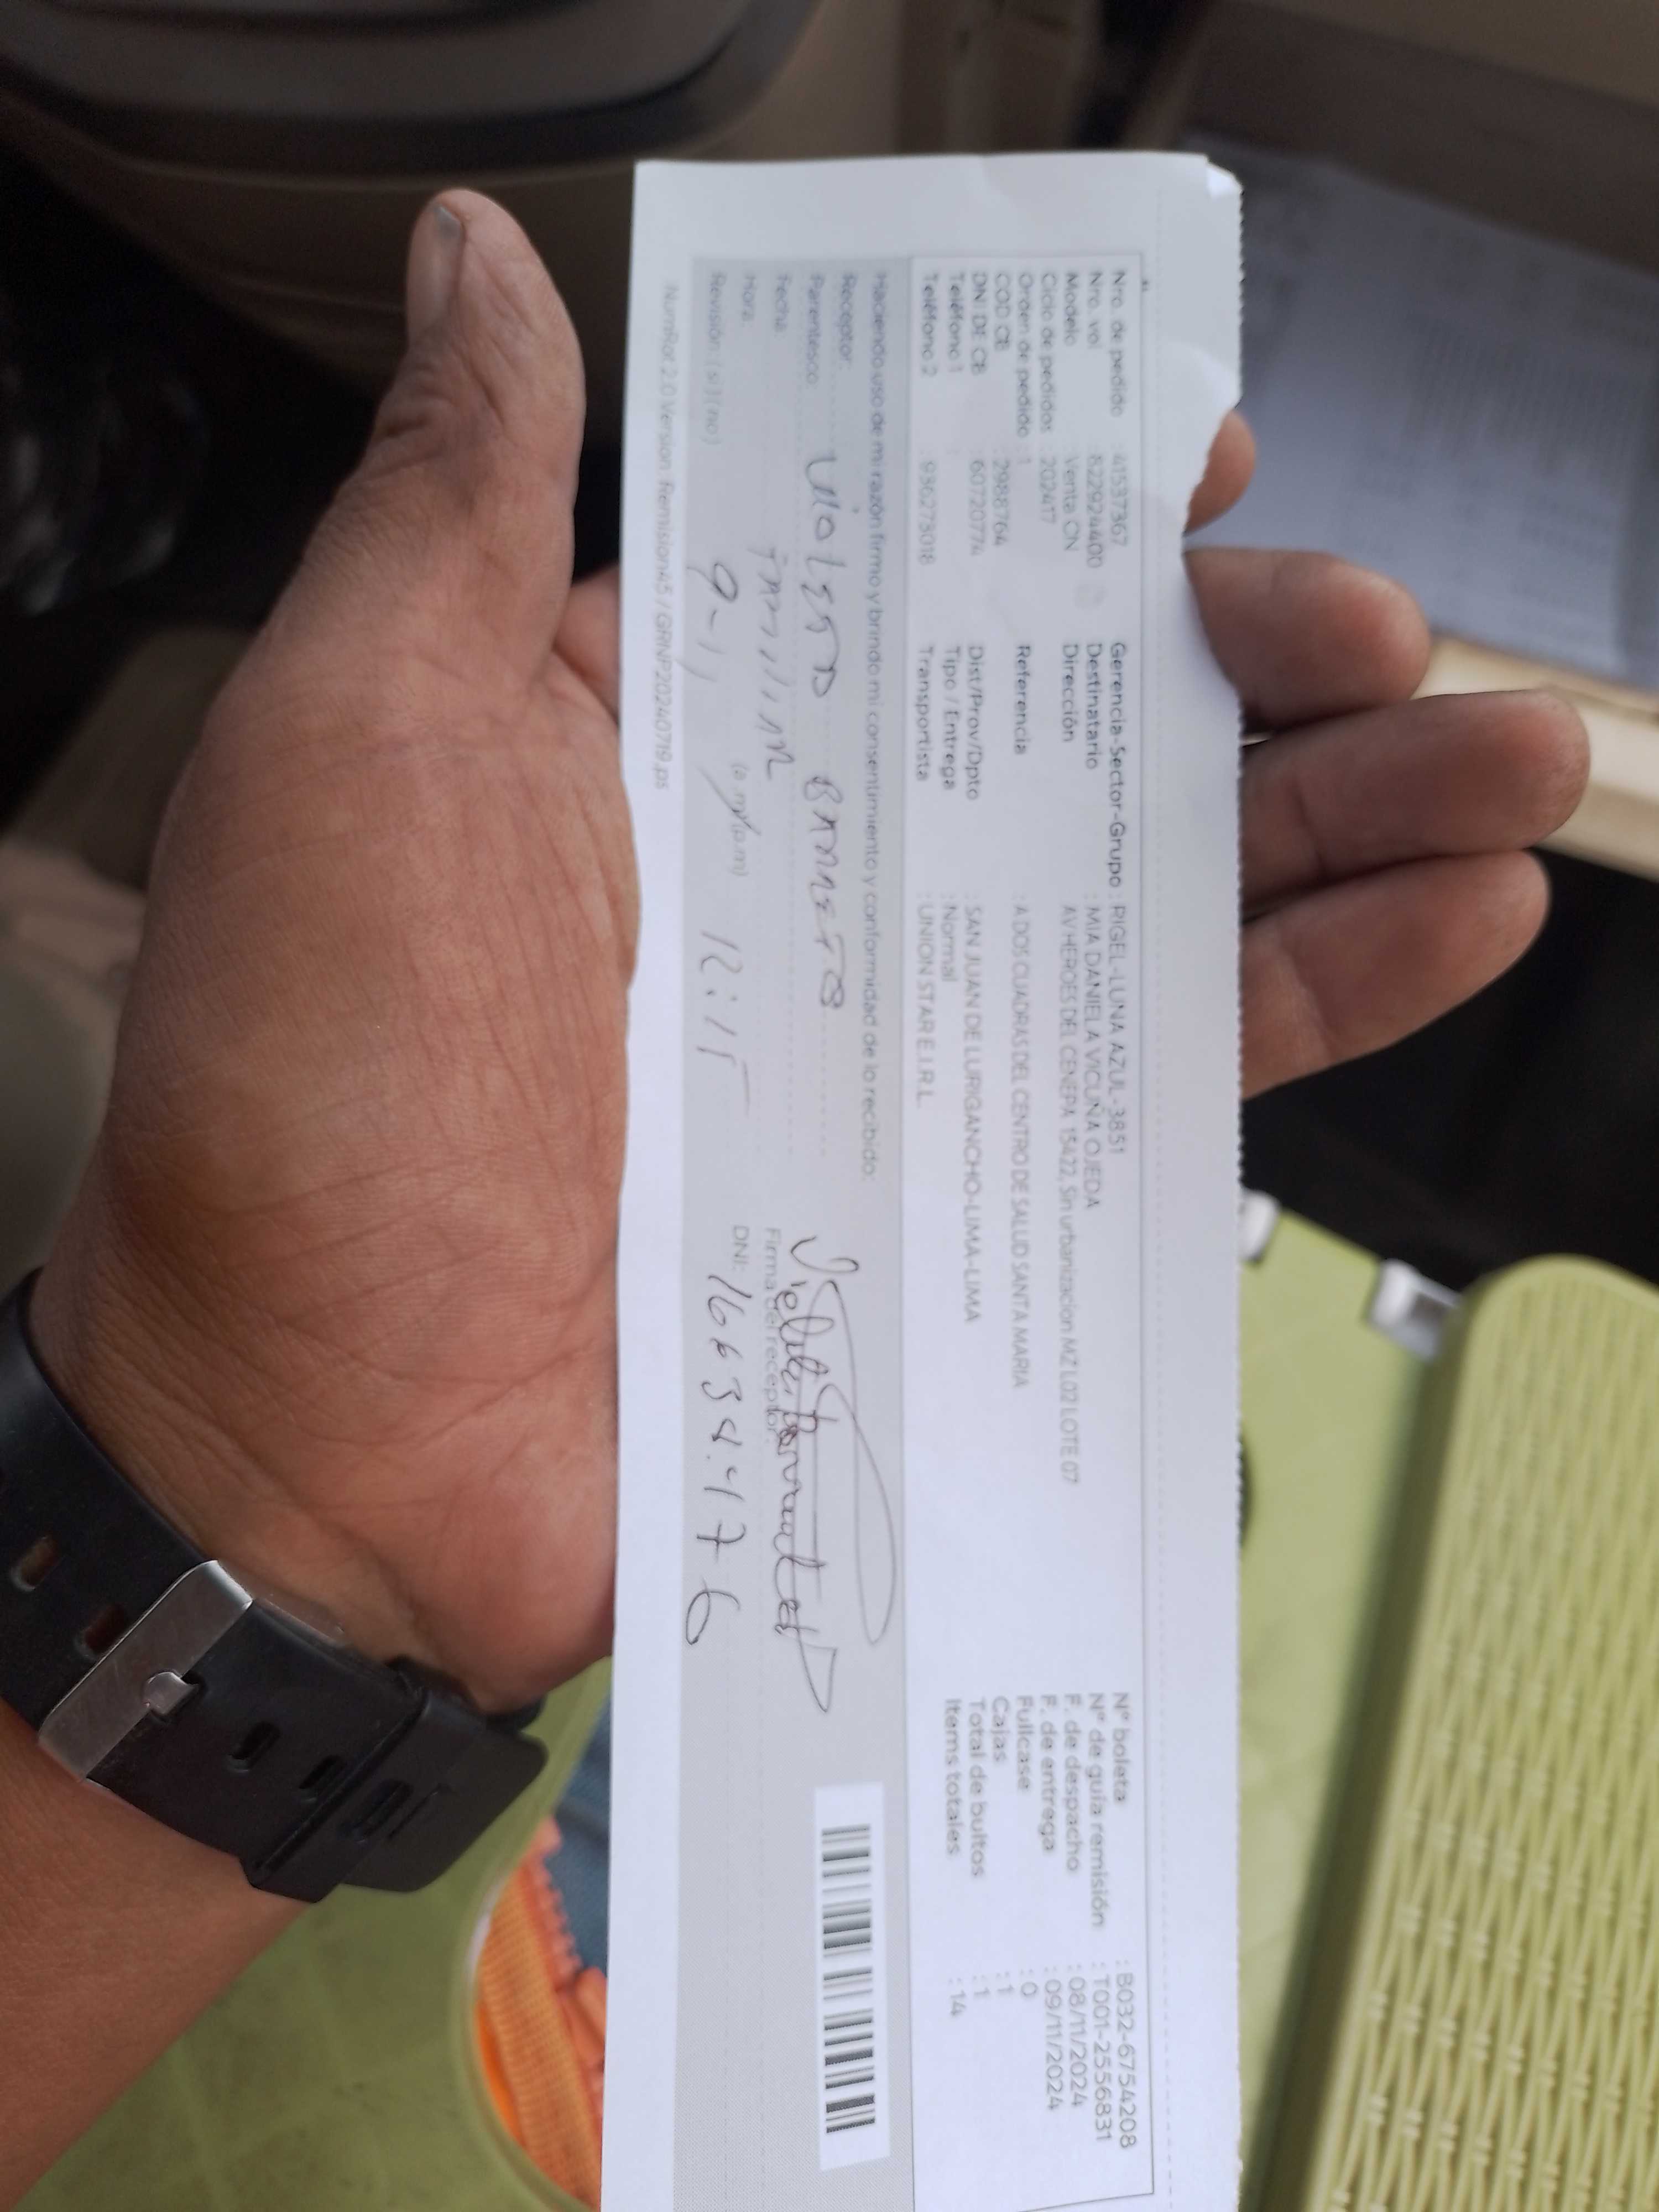 Nro. de pedido : 41537367 Gerencia-Sector-Grupo : RIGEL-LUNA AZUL-3851 N° boleta : B032-6754208
Nro. vol : 822924400 Destinatario : MIA DANIELA VICUÑA OJEDA N° de guía remisión : T001-2556831
Modelo : Venta CN Dirección AV HEROES DEL CENEPA 15422, Sin urbanizacion MZ L02 LOTE 07 F. de despacho : 08/11/2024
Ciclo de pedidos : 202417 F. de entrega : 09/11/2024
Orden de pedido : 1 Referencia : A DOS CUADRAS DEL CENTRO DE SALUD SANTA MARIA Fullcase : 0
COD CB : 2988764 Cajas : 1
DNI DE CB : 60720774 Dist/Prov/Dpto : SAN JUAN DE LURIGANCHO-LIMA-LIMA Total de bultos : 1
Teléfono 1 : Tipo / Entrega : Normal Items totales : 14
Teléfono 2 : 936273018 Transportista : UNION STAR E.I.R.L.
Haciendo uso de mi razón firmo y brindo mi consentimiento y conformidad de lo recibido:
Receptor:
Parentesco:
Fecha: Firma del receptor
Hora: (a.m/p.m) 12:15 DNI:
Revisión: (si) (no) 9-11
NumRot 2.0 Version Remision45 / GRNP20240719.ps